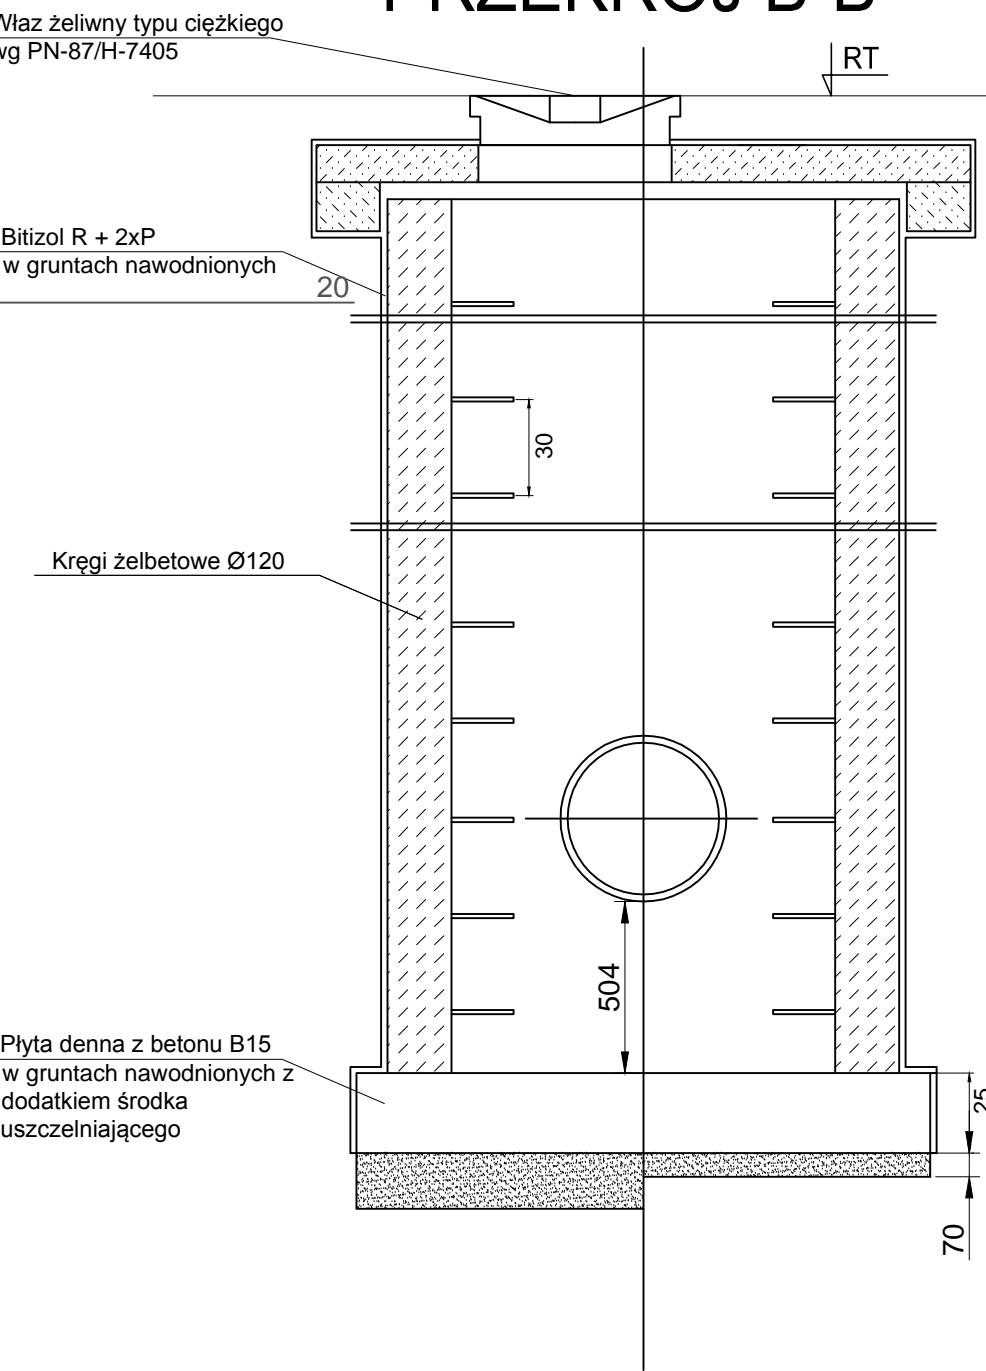 PRZEKRÓJ B-B
Właz żeliwny typu ciężkiego
wg PN-87/H-7405
RT
Bitizol R + 2xP
w gruntach nawodnionych
20
30
Kręgi żelbetowe Ø120
504
Płyta denna z betonu B15
w gruntach nawodnionych z
dodatkiem środka
uszczelniającego
25
70